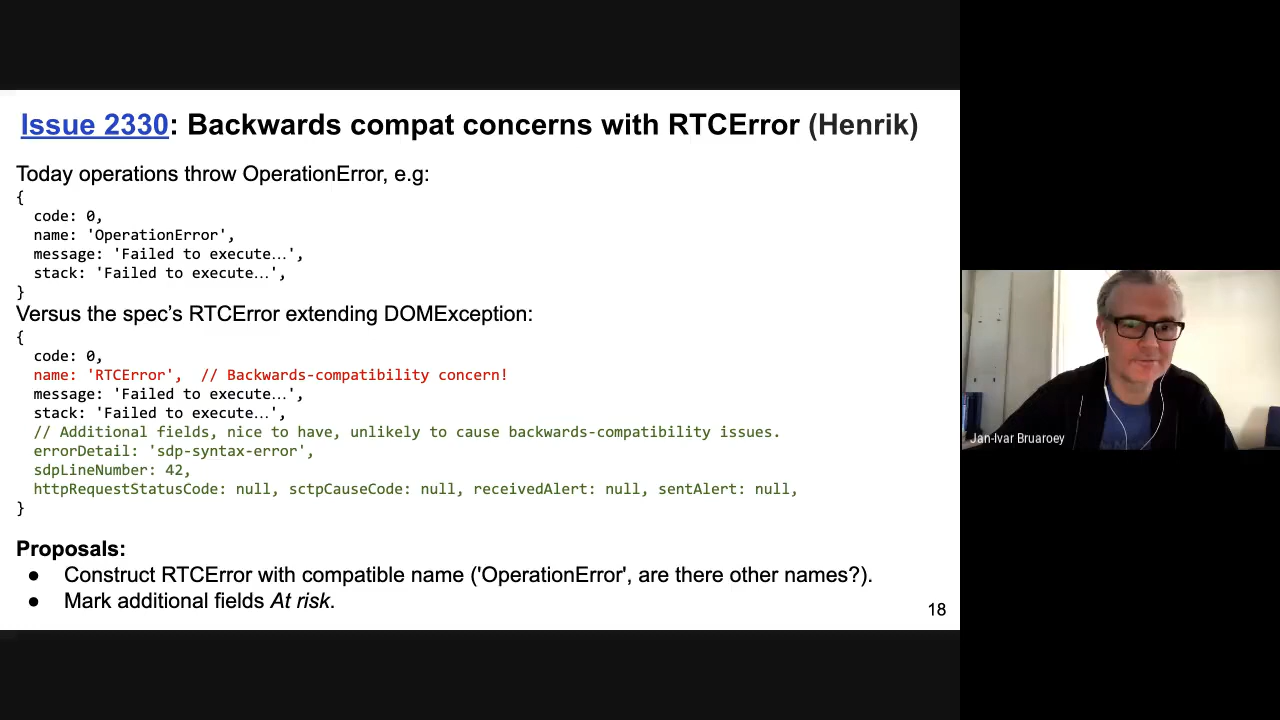 Issue 2330: Backwards compat concerns with RTCError (Henrik)
Today operations throw OperationError, e.g:
{
code: 0,
name: 'OperationError',
message: 'Failed to execute…',
stack: 'Failed to execute…',
}
Versus the spec’s RTCError extending DOMException:
{
code: 0,
name: 'RTCError', // Backwards-compatibility concern!
message: 'Failed to execute…',
stack: 'Failed to execute…',
// Additional fields, nice to have, unlikely to cause backwards-compatibility issues.
errorDetail: 'sdp-syntax-error',
sdpLineNumber: 42,
httpRequestStatusCode: null, sctpCauseCode: null, receivedAlert: null, sentAlert: null,
}
Proposals:
● Construct RTCError with compatible name ('OperationError', are there other names?).
● Mark additional fields At risk.
18
Jan-Ivar Bruaroey